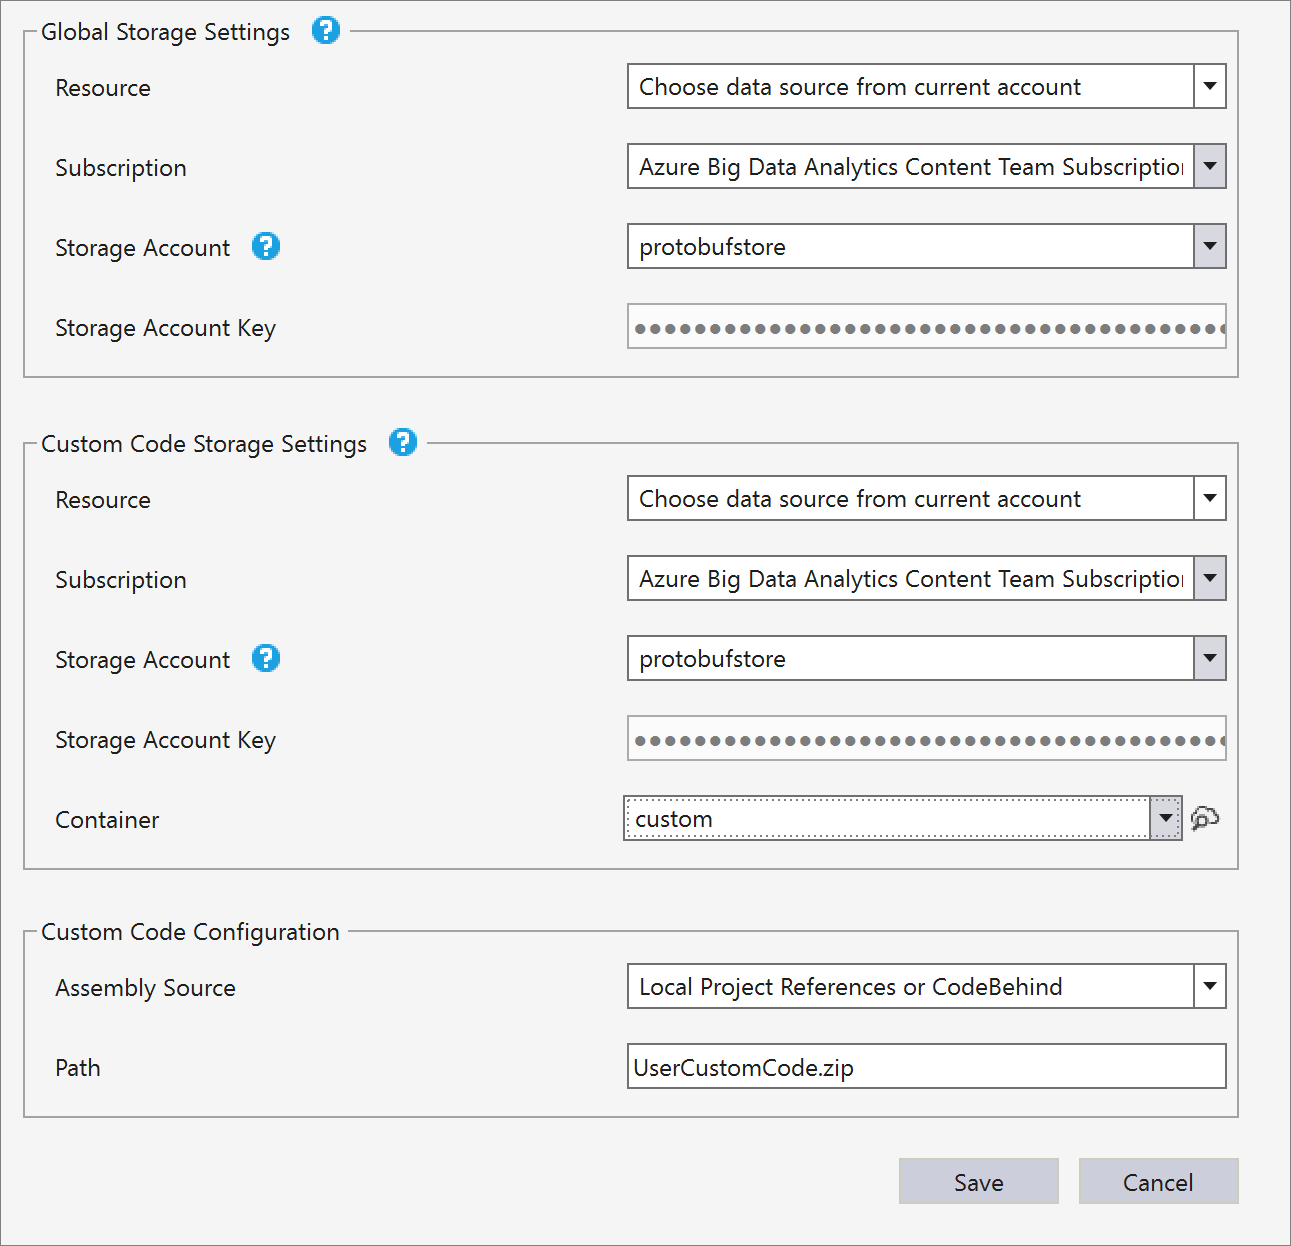 Global Storage Settings ?
Resource Choose data source from current account
Subscription Azure Big Data Analytics Content Team Subscription
Storage Account ? protobufstore
Storage Account Key ●●●●●●●●●●●●●●●●●●●●●●●●●●●●●●●●●●●●●●●●
Custom Code Storage Settings ?
Resource Choose data source from current account
Subscription Azure Big Data Analytics Content Team Subscription
Storage Account ? protobufstore
Storage Account Key ●●●●●●●●●●●●●●●●●●●●●●●●●●●●●●●●●●●●●●●●
Container custom
Custom Code Configuration
Assembly Source Local Project References or CodeBehind
Path UserCustomCode.zip
Save Cancel